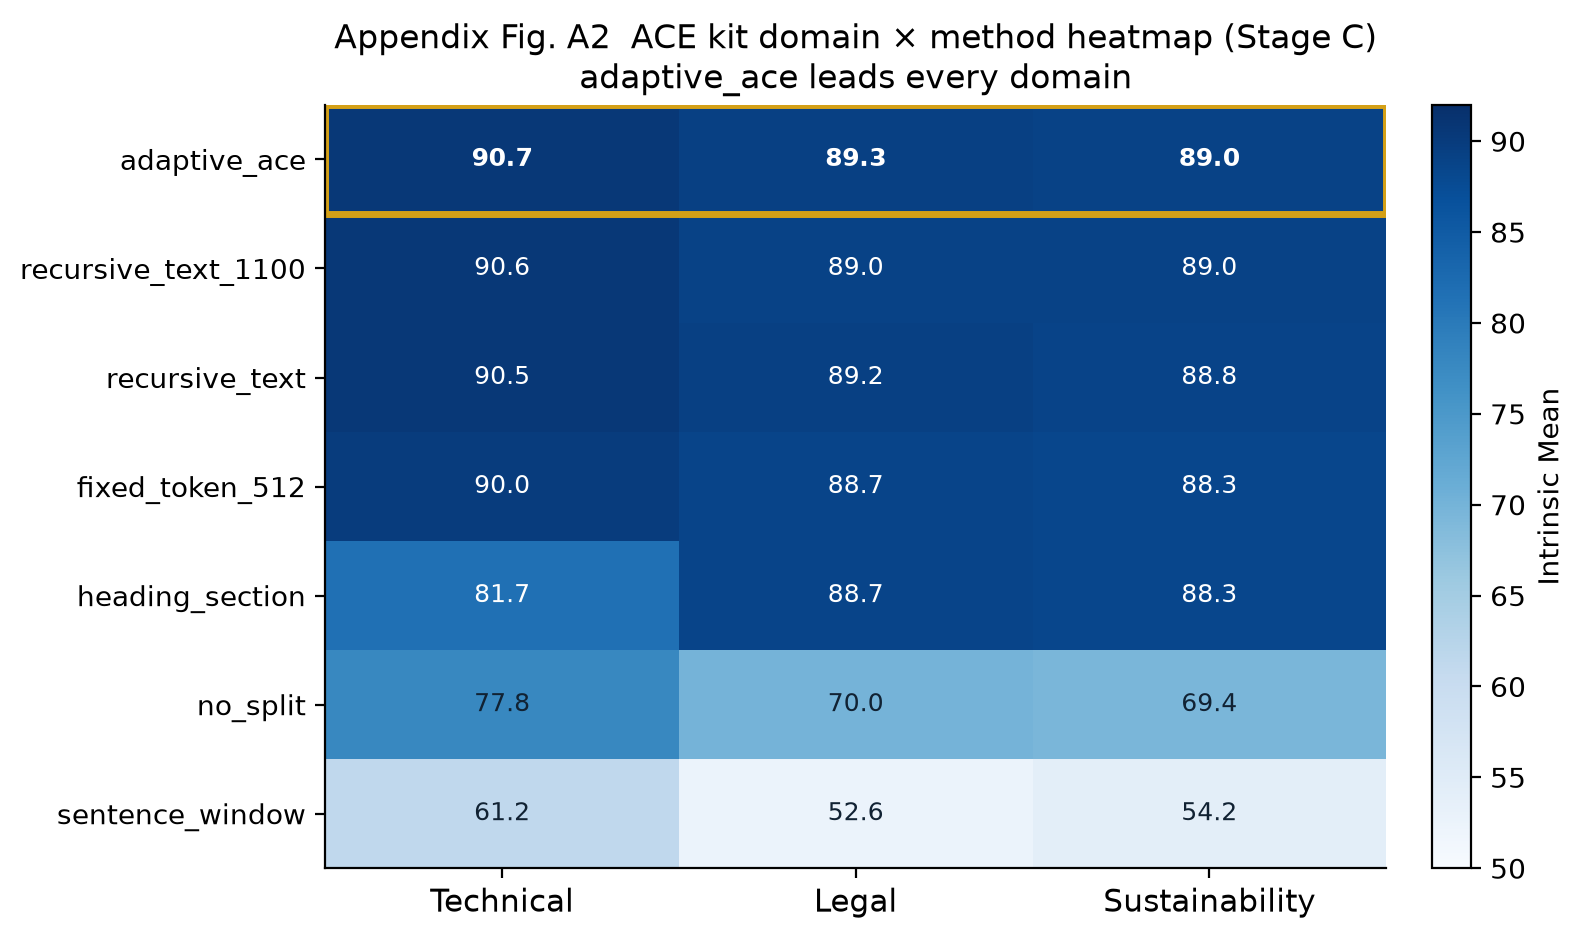 Appendix Fig. A2  ACE kit domain × method heatmap (Stage C)
adaptive_ace leads every domain
adaptive_ace 90.7 89.3 89.0
recursive_text_1100 90.6 89.0 89.0
recursive_text 90.5 89.2 88.8
fixed_token_512 90.0 88.7 88.3
heading_section 81.7 88.7 88.3
no_split 77.8 70.0 69.4
sentence_window 61.2 52.6 54.2
Technical Legal Sustainability
90
85
80
75
70
65
60
55
50
Intrinsic Mean